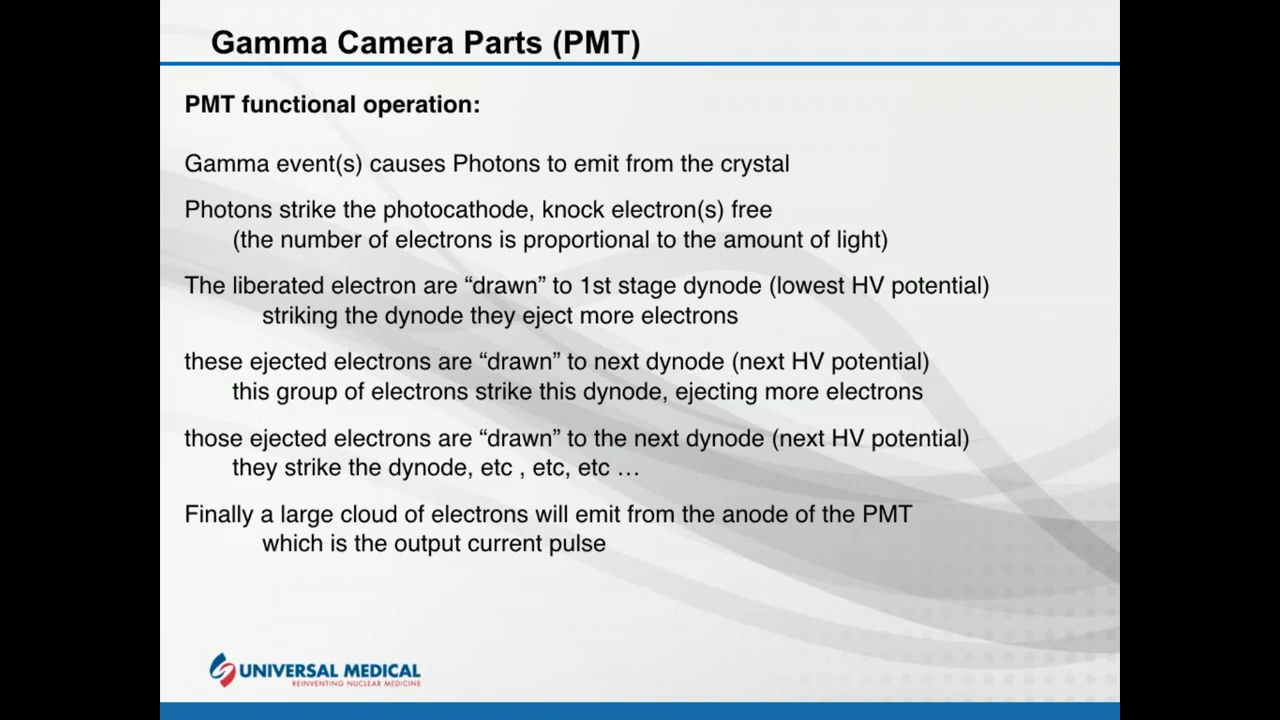 Gamma Camera Parts (PMT)
PMT functional operation:
Gamma event(s) causes Photons to emit from the crystal
Photons strike the photocathode, knock electron(s) free
(the number of electrons is proportional to the amount of light)
The liberated electron are “drawn” to 1st stage dynode (lowest HV potential)
striking the dynode they eject more electrons
these ejected electrons are “drawn” to next dynode (next HV potential)
this group of electrons strike this dynode, ejecting more electrons
those ejected electrons are “drawn” to the next dynode (next HV potential)
they strike the dynode, etc , etc, etc …
Finally a large cloud of electrons will emit from the anode of the PMT
which is the output current pulse
UNIVERSAL MEDICAL
REINVENTING NUCLEAR MEDICINE